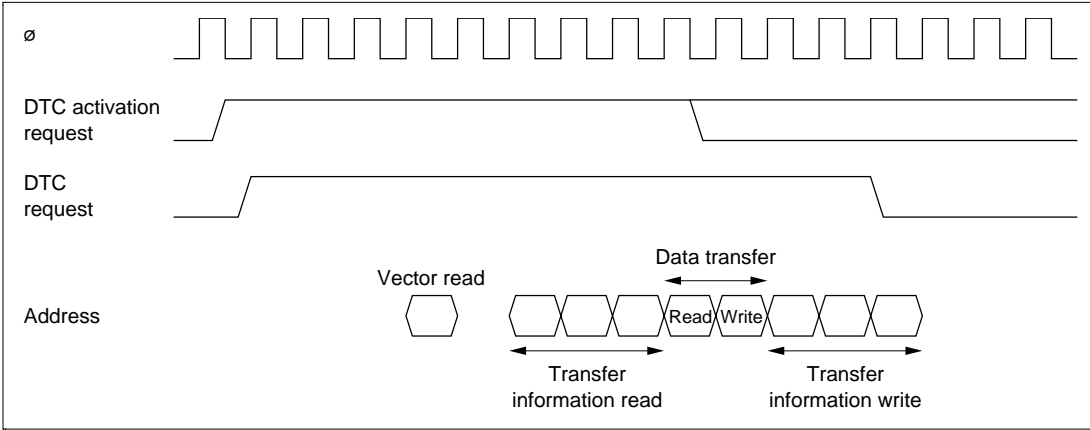 ø
DTC activation
request
DTC
request
Data transfer
Vector read
Address
Read
Write
Transfer
information read
Transfer
information write